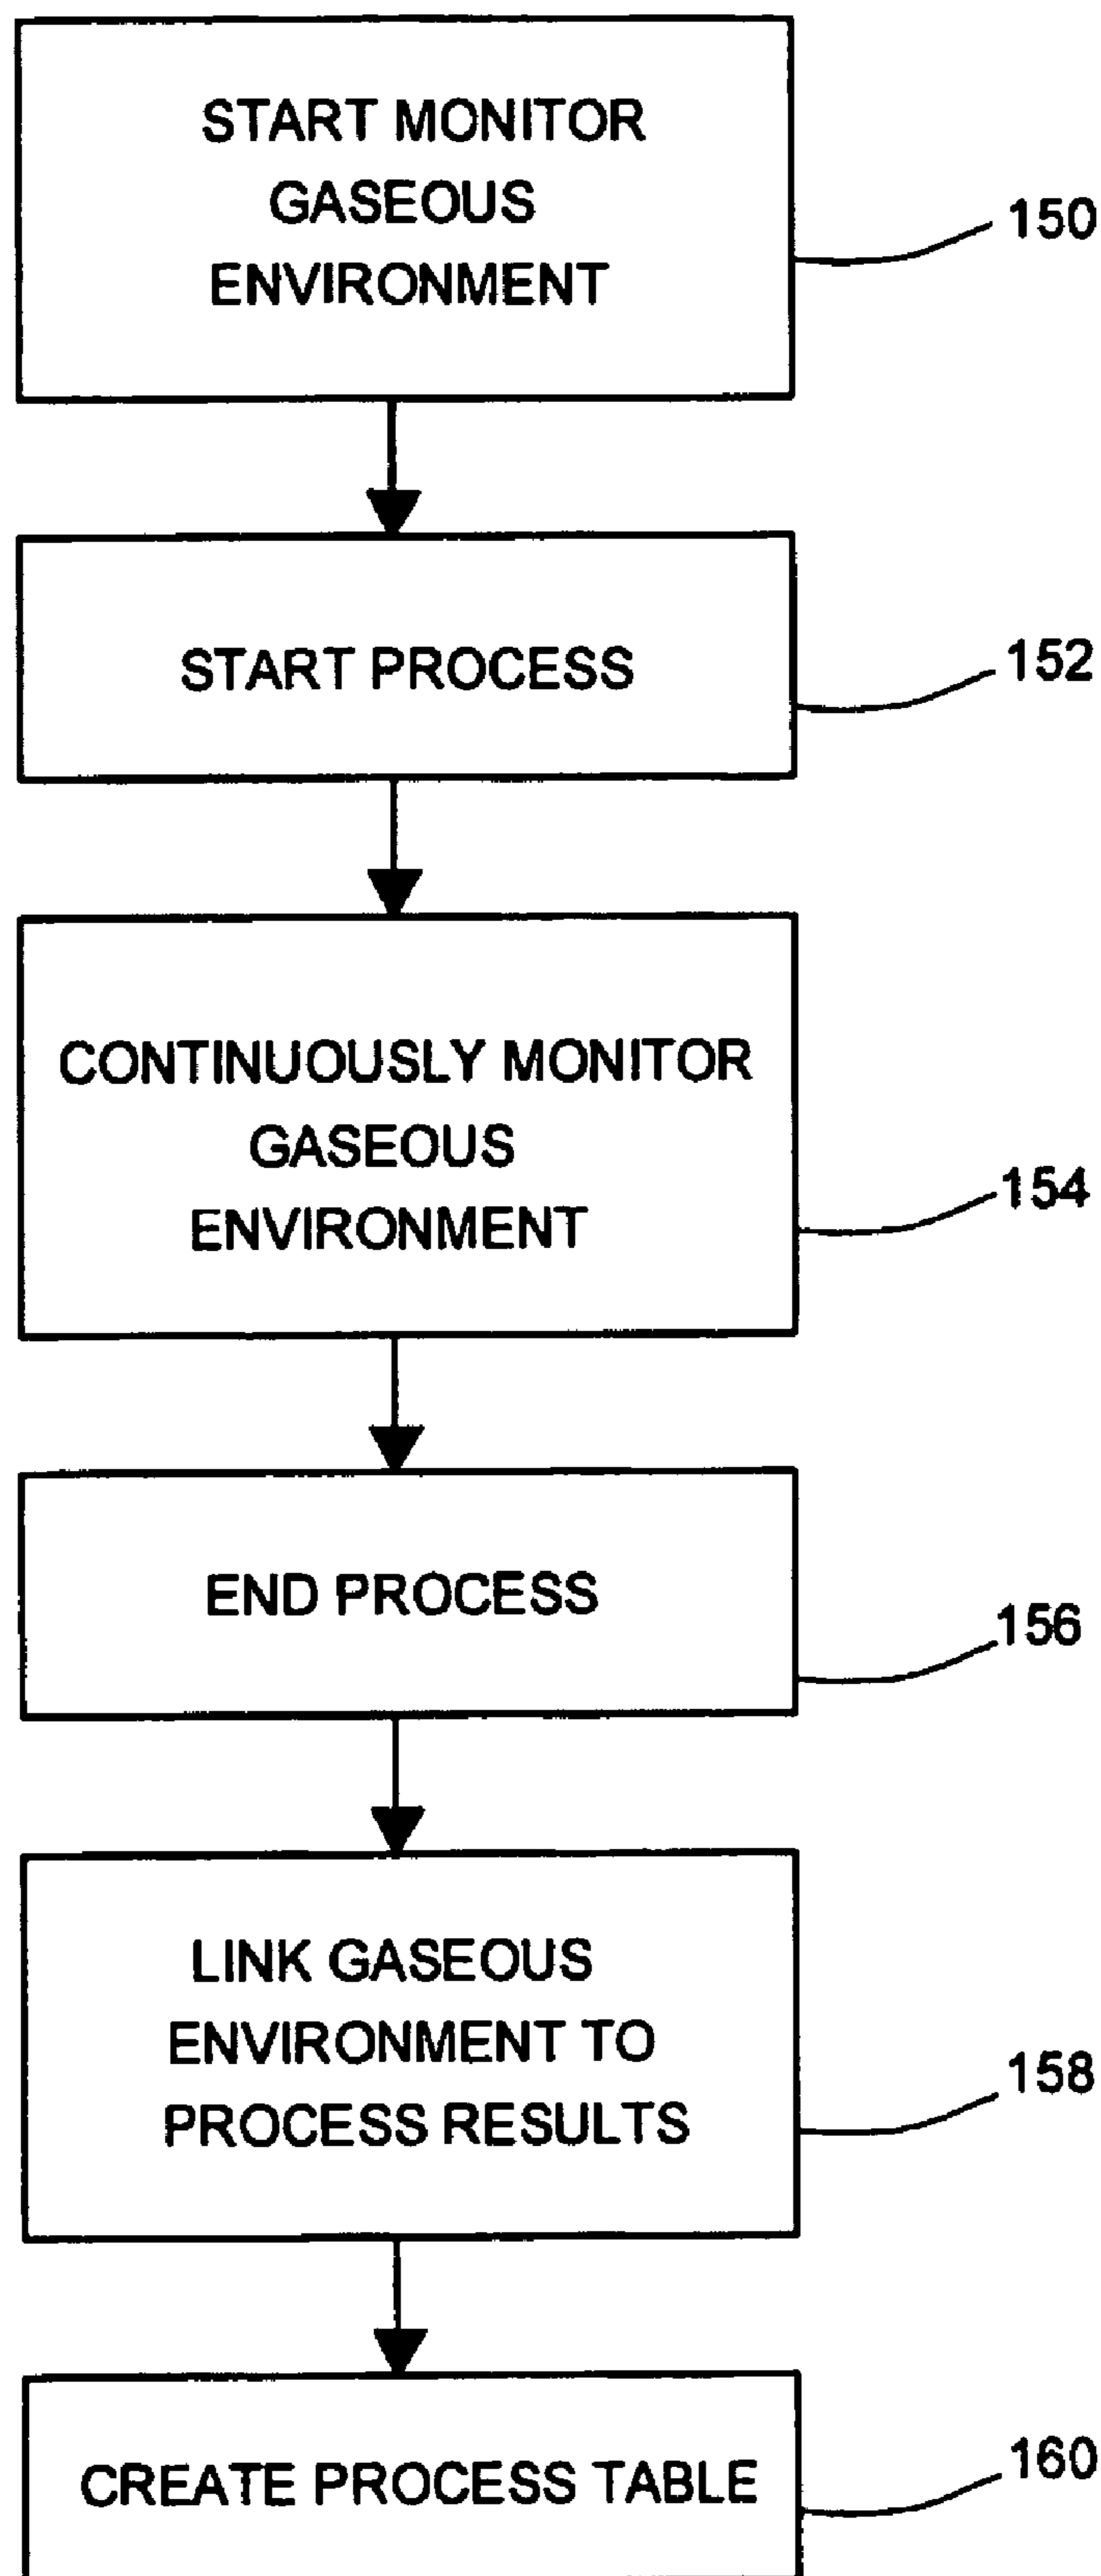 START MONITOR
GASEOUS
ENVIRONMENT
150
START PROCESS
152
CONTINUOUSLY MONITOR
GASEOUS
ENVIRONMENT
154
END PROCESS
156
LINK GASEOUS
ENVIRONMENT TO
PROCESS RESULTS
158
CREATE PROCESS TABLE
160